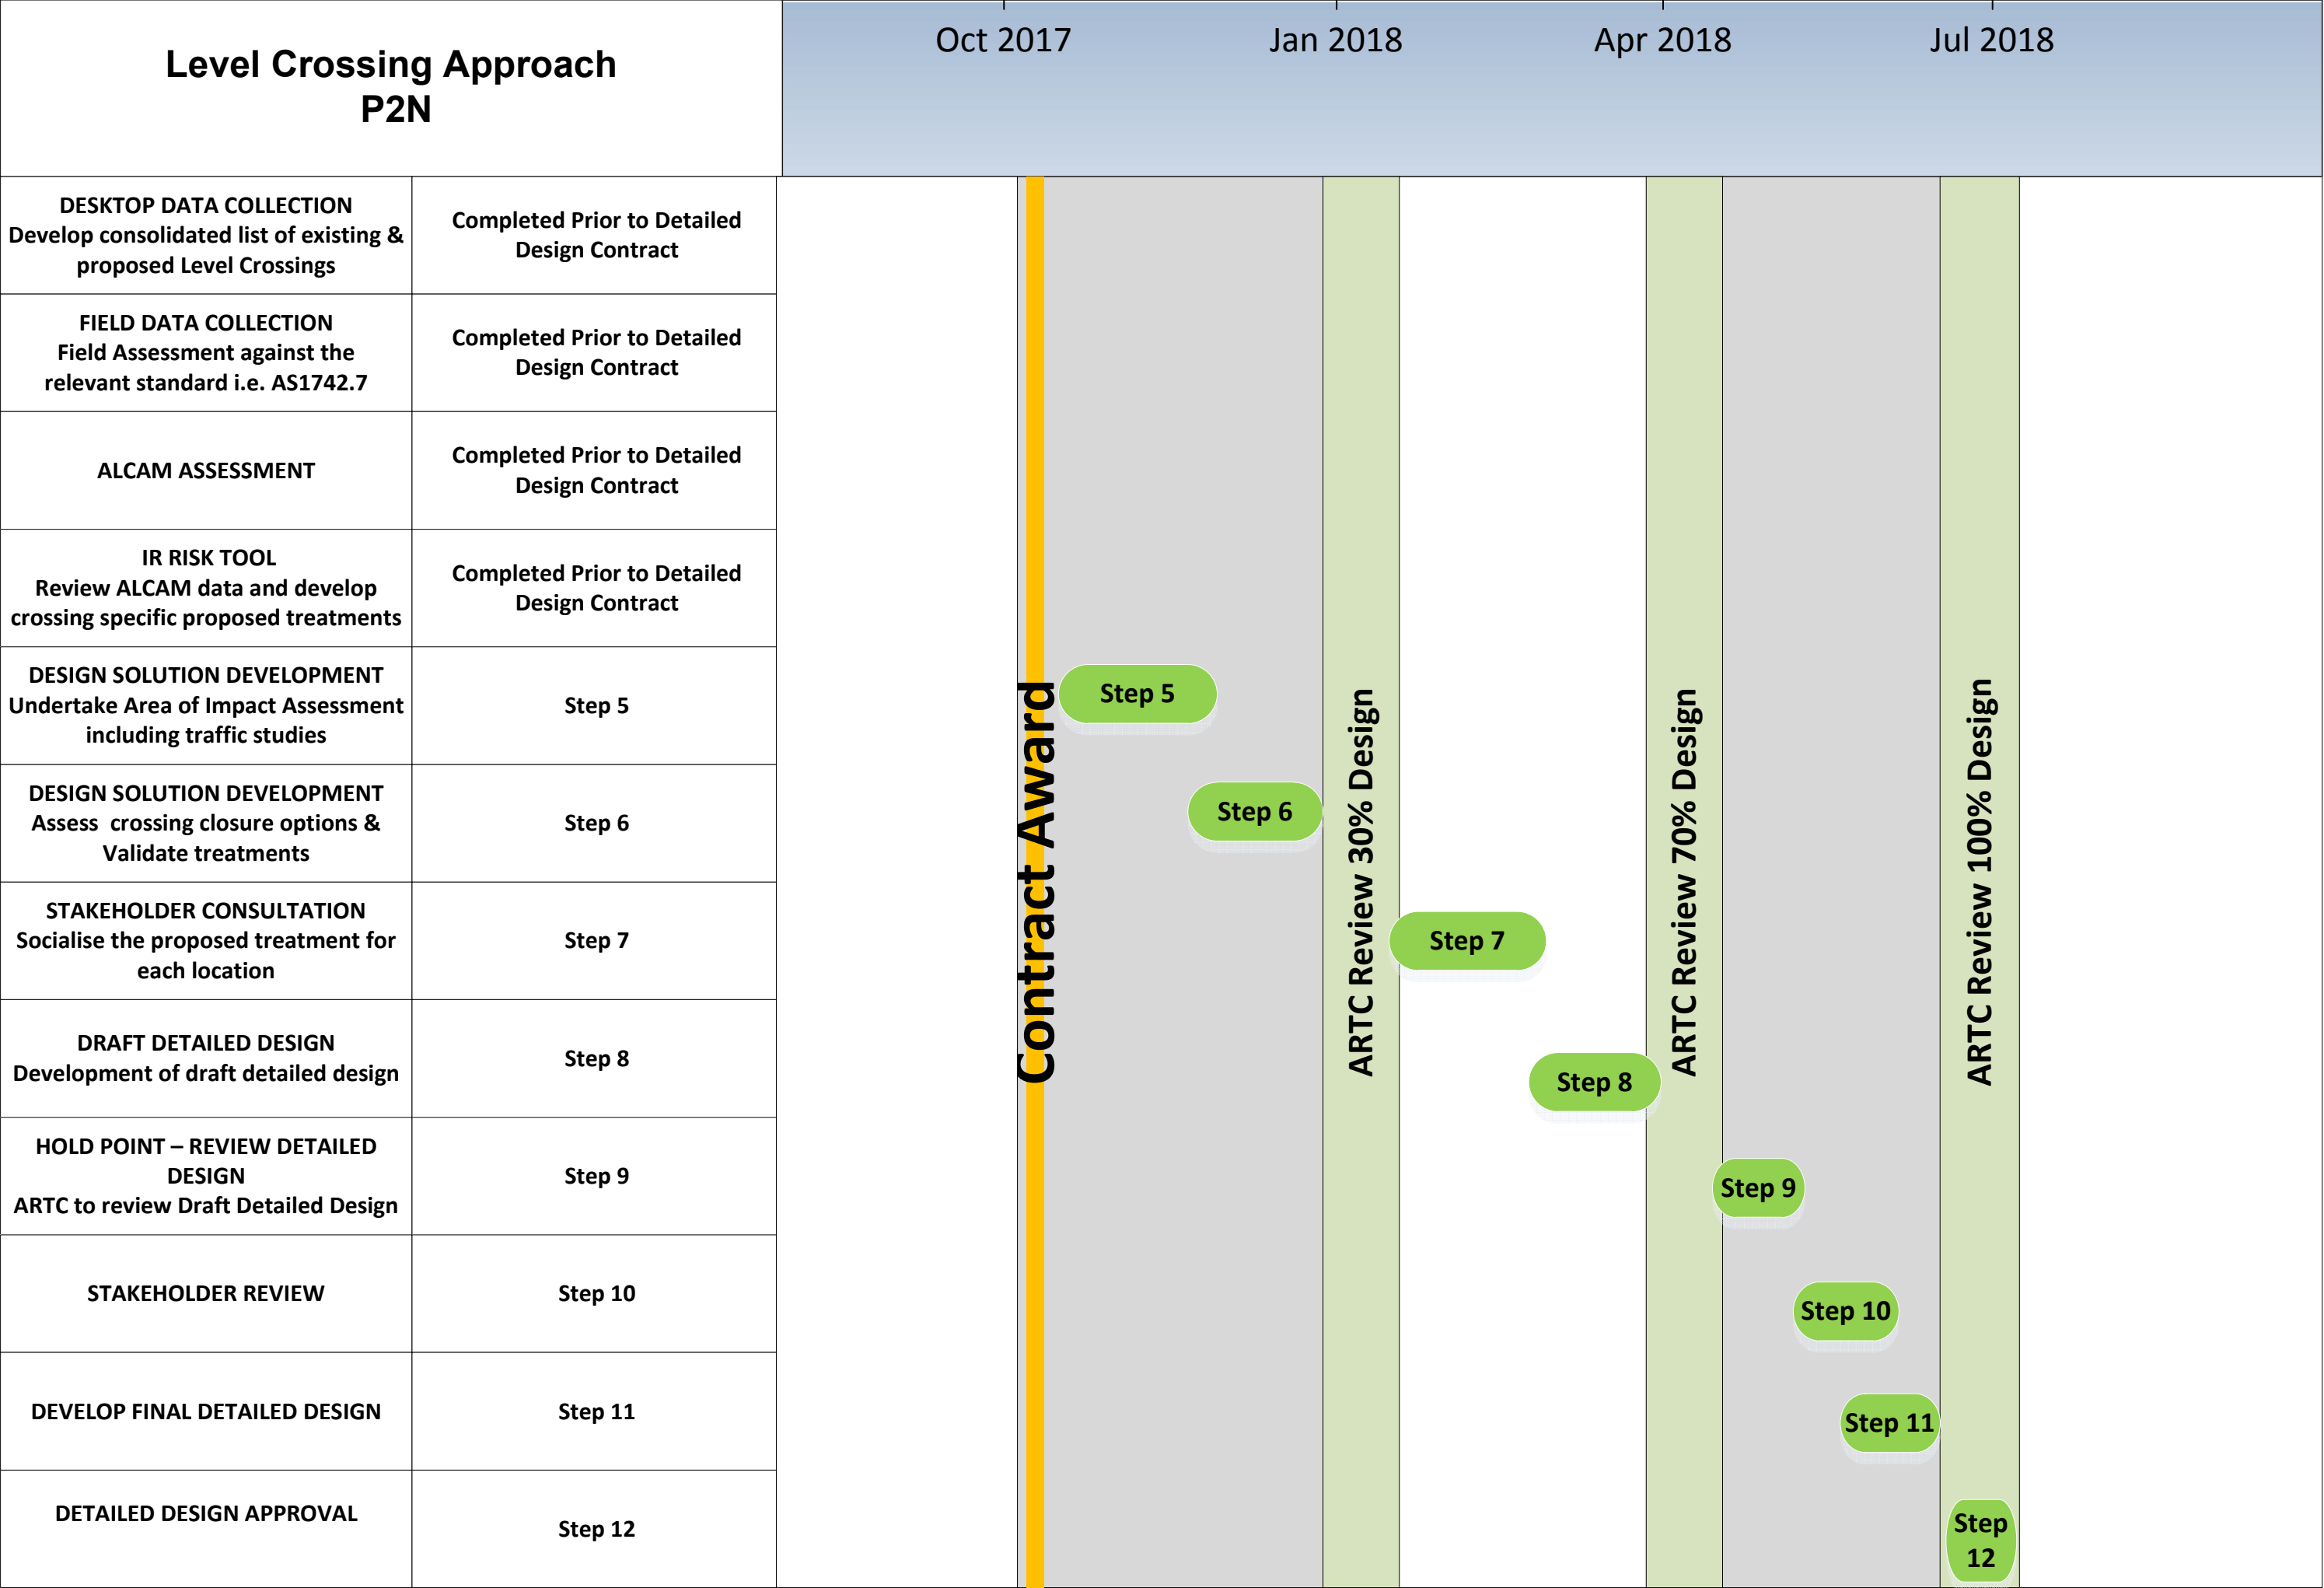 Level Crossing Approach
P2N
Oct 2017
Jan 2018
Apr 2018
Jul 2018
DESKTOP DATA COLLECTION
Develop consolidated list of existing &
proposed Level Crossings
Completed Prior to Detailed
Design Contract
FIELD DATA COLLECTION
Field Assessment against the
relevant standard i.e. AS1742.7
Completed Prior to Detailed
Design Contract
ALCAM ASSESSMENT
Completed Prior to Detailed
Design Contract
IR RISK TOOL
Review ALCAM data and develop
crossing specific proposed treatments
Completed Prior to Detailed
Design Contract
DESIGN SOLUTION DEVELOPMENT
Undertake Area of Impact Assessment
including traffic studies
Step 5
Step 5
DESIGN SOLUTION DEVELOPMENT
Assess crossing closure options &
Validate treatments
Step 6
Step 6
STAKEHOLDER CONSULTATION
Socialise the proposed treatment for
each location
Step 7
Step 7
DRAFT DETAILED DESIGN
Development of draft detailed design
Step 8
Step 8
HOLD POINT – REVIEW DETAILED
DESIGN
ARTC to review Draft Detailed Design
Step 9
Step 9
STAKEHOLDER REVIEW
Step 10
Step 10
DEVELOP FINAL DETAILED DESIGN
Step 11
Step 11
DETAILED DESIGN APPROVAL
Step 12
Step
12
Contract Award
ARTC Review 30% Design
ARTC Review 70% Design
ARTC Review 100% Design